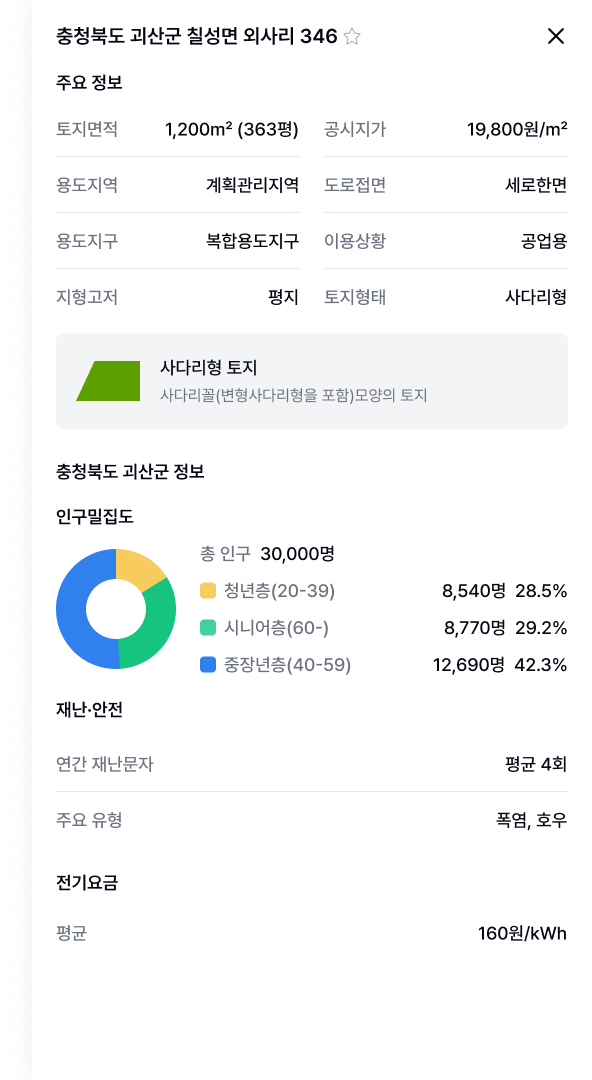 충청북도 괴산군 칠성면 외사리 346
주요 정보
토지면적 1,200m² (363평) 공시지가 19,800원/m²
용도지역 계획관리지역 도로접면 세로한면
용도지구 복합용도지구 이용상황 공업용
지형고저 평지 토지형태 사다리형
사다리형 토지
사다리꼴(변형사다리형을 포함)모양의 토지
충청북도 괴산군 정보
인구밀집도
총 인구 30,000명
청년층(20-39) 8,540명 28.5%
시니어층(60-) 8,770명 29.2%
중장년층(40-59) 12,690명 42.3%
재난·안전
연간 재난문자 평균 4회
주요 유형 폭염, 호우
전기요금
평균 160원/kWh